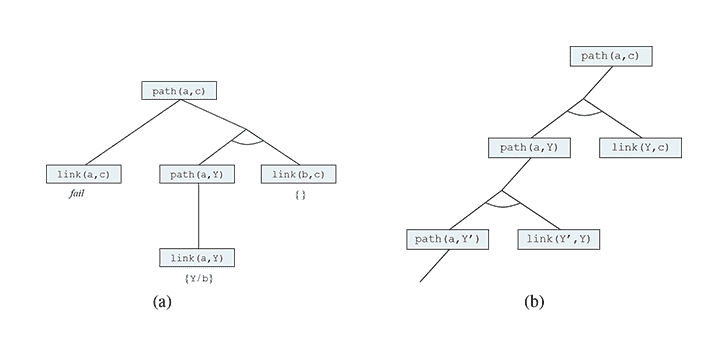 path(a,c)
link(a,c)
fail
path(a,Y)
link(b,c)
{}
link(a,Y)
{Y/b}
(a)
path(a,c)
path(a,Y)
link(Y,c)
path(a,Y’)
link(Y’,Y)
(b)